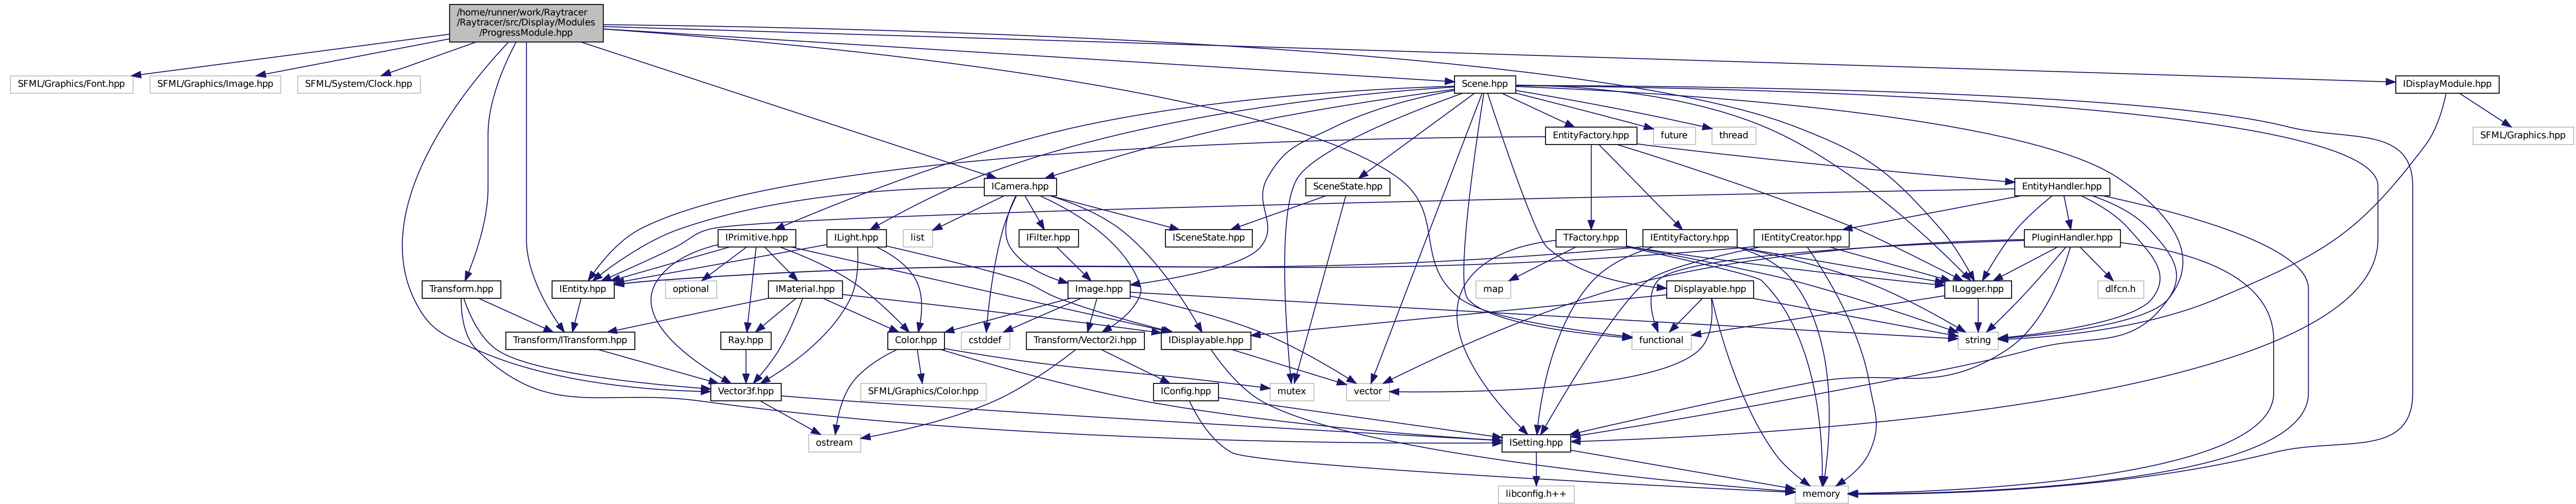 /home/runner/work/Raytracer
/Raytracer/src/Display/Modules
/ProgressModule.hpp
SFML/Graphics/Font.hpp
SFML/Graphics/Image.hpp
SFML/System/Clock.hpp
Scene.hpp
IDisplayModule.hpp
EntityFactory.hpp
future
thread
SFML/Graphics.hpp
ICamera.hpp
SceneState.hpp
EntityHandler.hpp
IPrimitive.hpp
ILight.hpp
list
IFilter.hpp
ISceneState.hpp
TFactory.hpp
IEntityFactory.hpp
IEntityCreator.hpp
PluginHandler.hpp
Transform.hpp
IEntity.hpp
optional
IMaterial.hpp
Image.hpp
map
Displayable.hpp
ILogger.hpp
dlfcn.h
Transform/ITransform.hpp
Ray.hpp
Color.hpp
cstddef
Transform/Vector2i.hpp
IDisplayable.hpp
functional
string
Vector3f.hpp
SFML/Graphics/Color.hpp
IConfig.hpp
mutex
vector
ostream
ISetting.hpp
libconfig.h++
memory